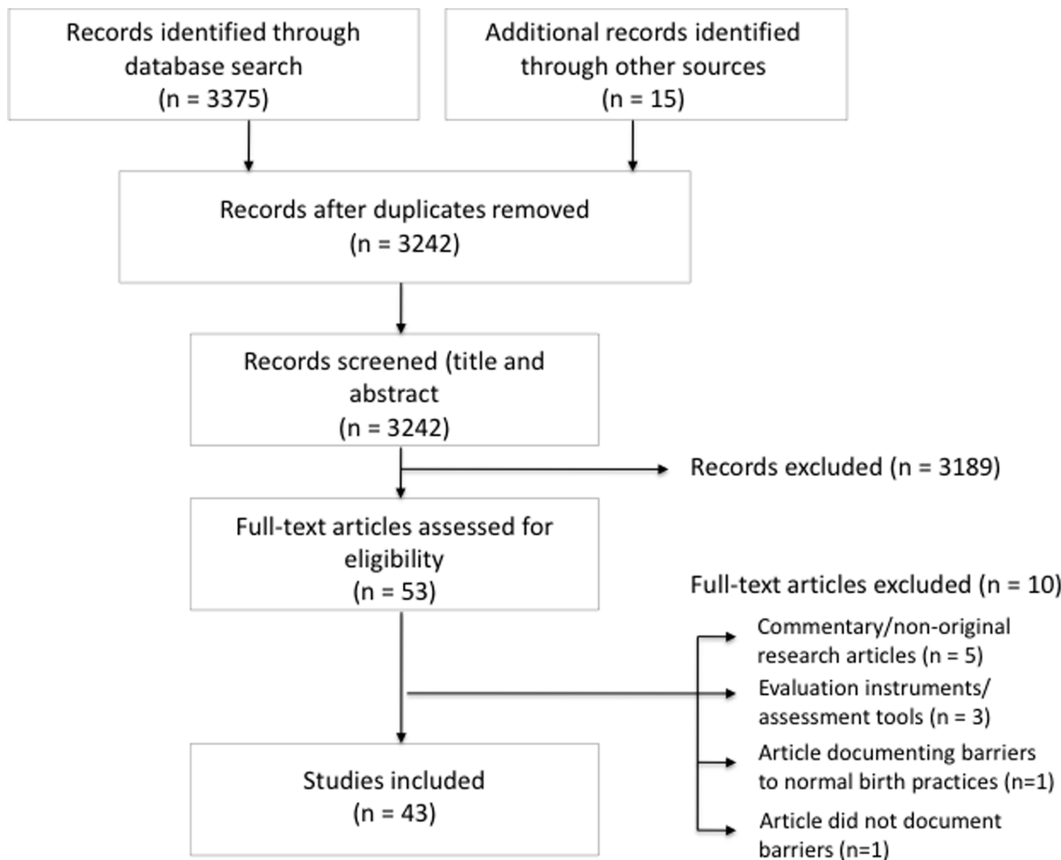 Records identified through
database search
(n = 3375)
Additional records identified
through other sources
(n = 15)
Records after duplicates removed
(n = 3242)
Records screened (title and
abstract
(n = 3242)
Records excluded (n = 3189)
Full-text articles assessed for
eligibility
(n = 53)
Full-text articles excluded (n = 10)
Commentary/non-original
research articles (n = 5)
Evaluation instruments/
assessment tools (n = 3)
Article documenting barriers
to normal birth practices (n=1)
Article did not document
barriers (n=1)
Studies included
(n = 43)